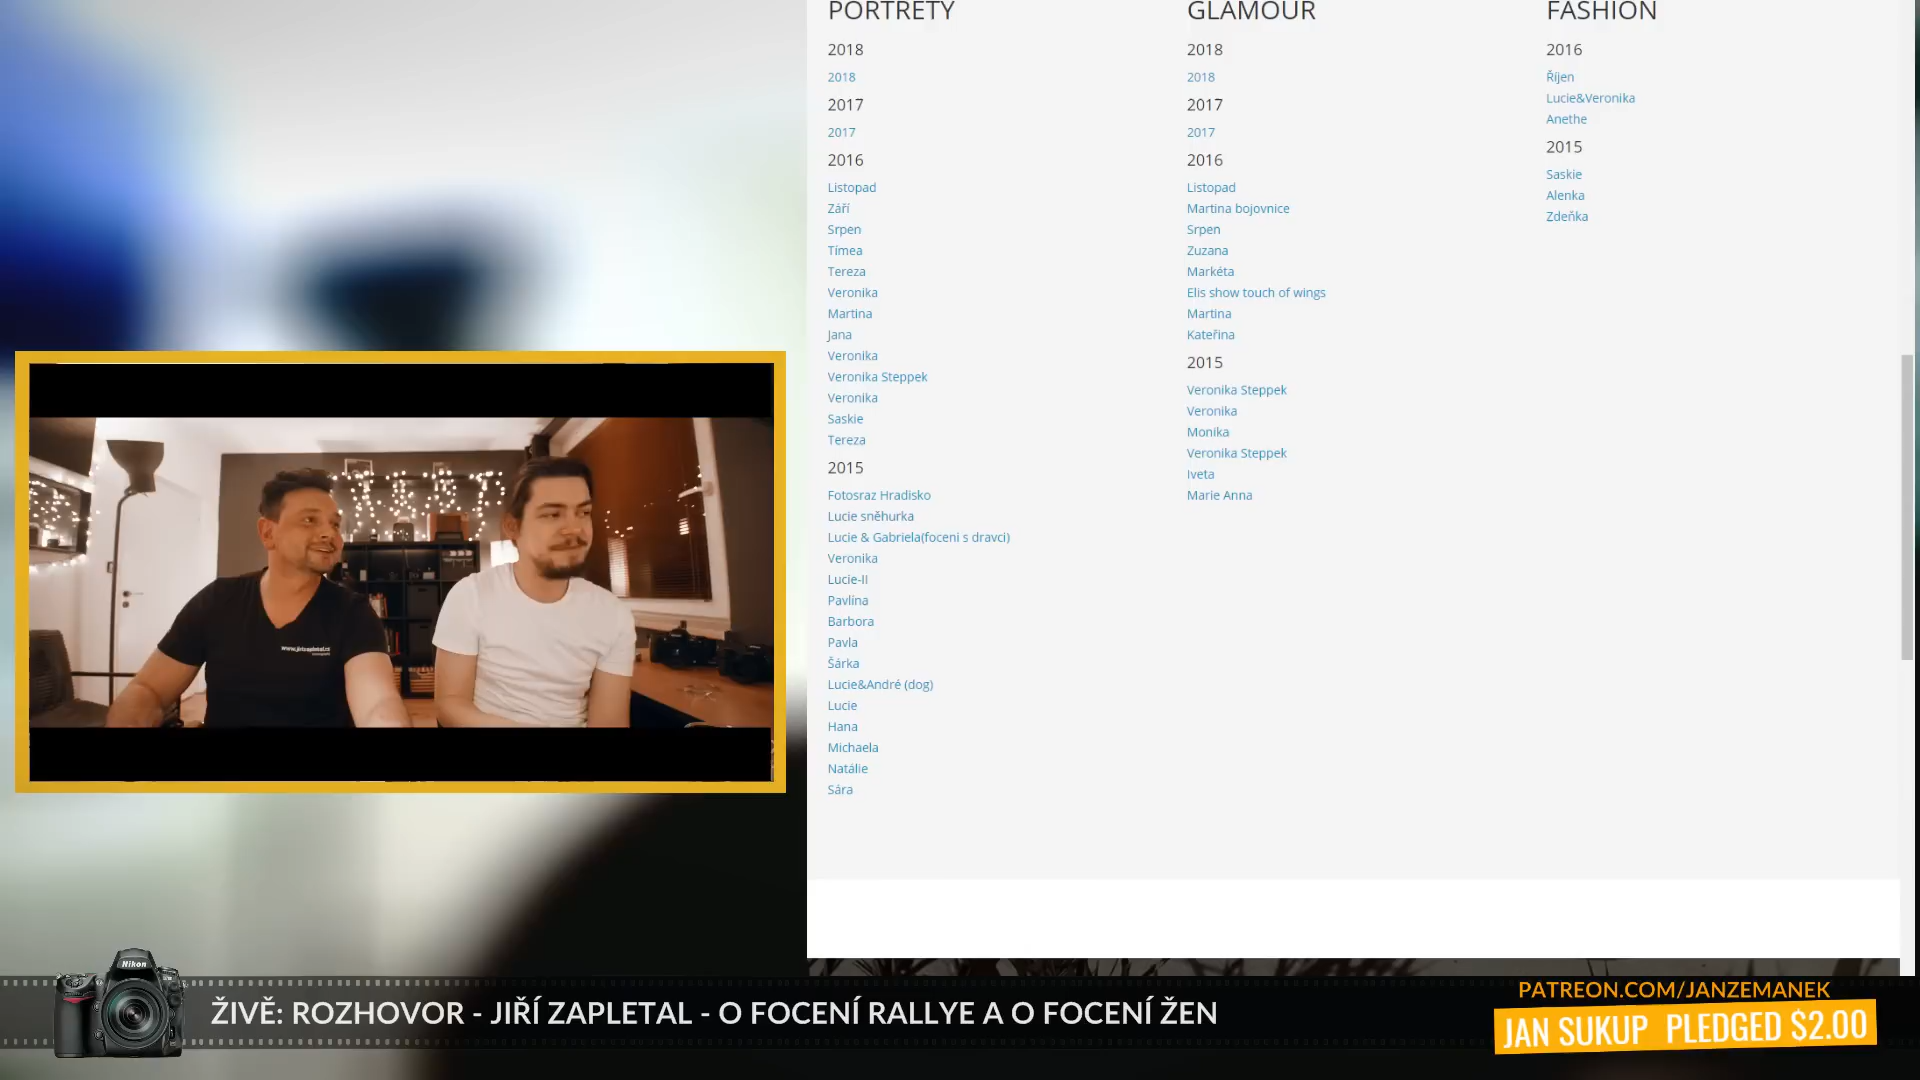 PORTRÉTY
2018
2018
2017
2017
2016
Listopad
Září
Srpen
Tímea
Tereza
Veronika
Martina
Jana
Veronika
Veronika Steppek
Veronika
Saskie
Tereza
2015
Fotosraz Hradisko
Lucie sněhurka
Lucie & Gabriela(foceni s dravci)
Veronika
Lucie-II
Pavlína
Barbora
Pavla
Šárka
Lucie&André (dog)
Lucie
Hana
Michaela
Natálie
Sára
GLAMOUR
2018
2018
2017
2017
2016
Listopad
Martina bojovnice
Srpen
Zuzana
Markéta
Elis show touch of wings
Martina
Kateřina
2015
Veronika Steppek
Veronika
Monika
Veronika Steppek
Iveta
Marie Anna
FASHION
2016
Říjen
Lucie&Veronika
Anethe
2015
Saskie
Alenka
Zdeňka
www.jirizapletal.cz
Nikon
ŽIVĚ: ROZHOVOR - JIŘÍ ZAPLETAL - O FOCENÍ RALLYE A O FOCENÍ ŽEN
PATREON.COM/JANZEMANEK
JAN SUKUP PLEDGED $2.00